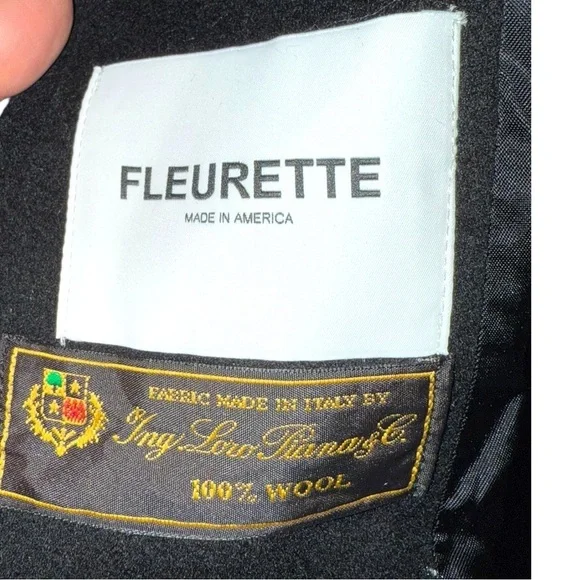 FLEURETTE
MADE IN AMERICA
FABRIC MADE IN ITALY BY
Ing Loro Piana & C.
100% WOOL